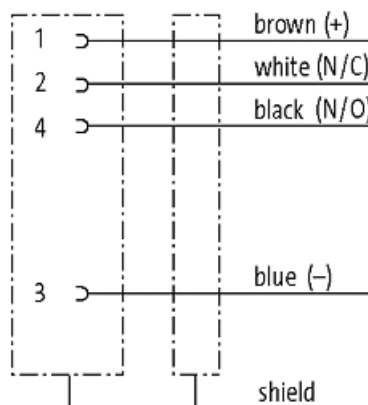 1 brown (+)
2 white (N/C)
4 black (N/O)
3 blue (–)
shield